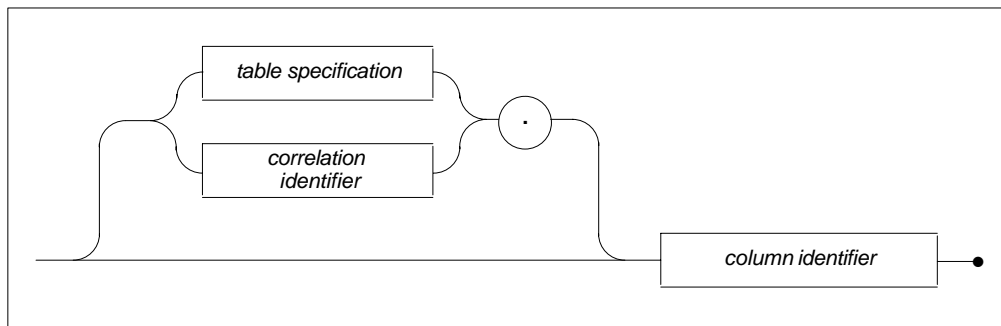 table specification
.
correlation
identifier
column identifier